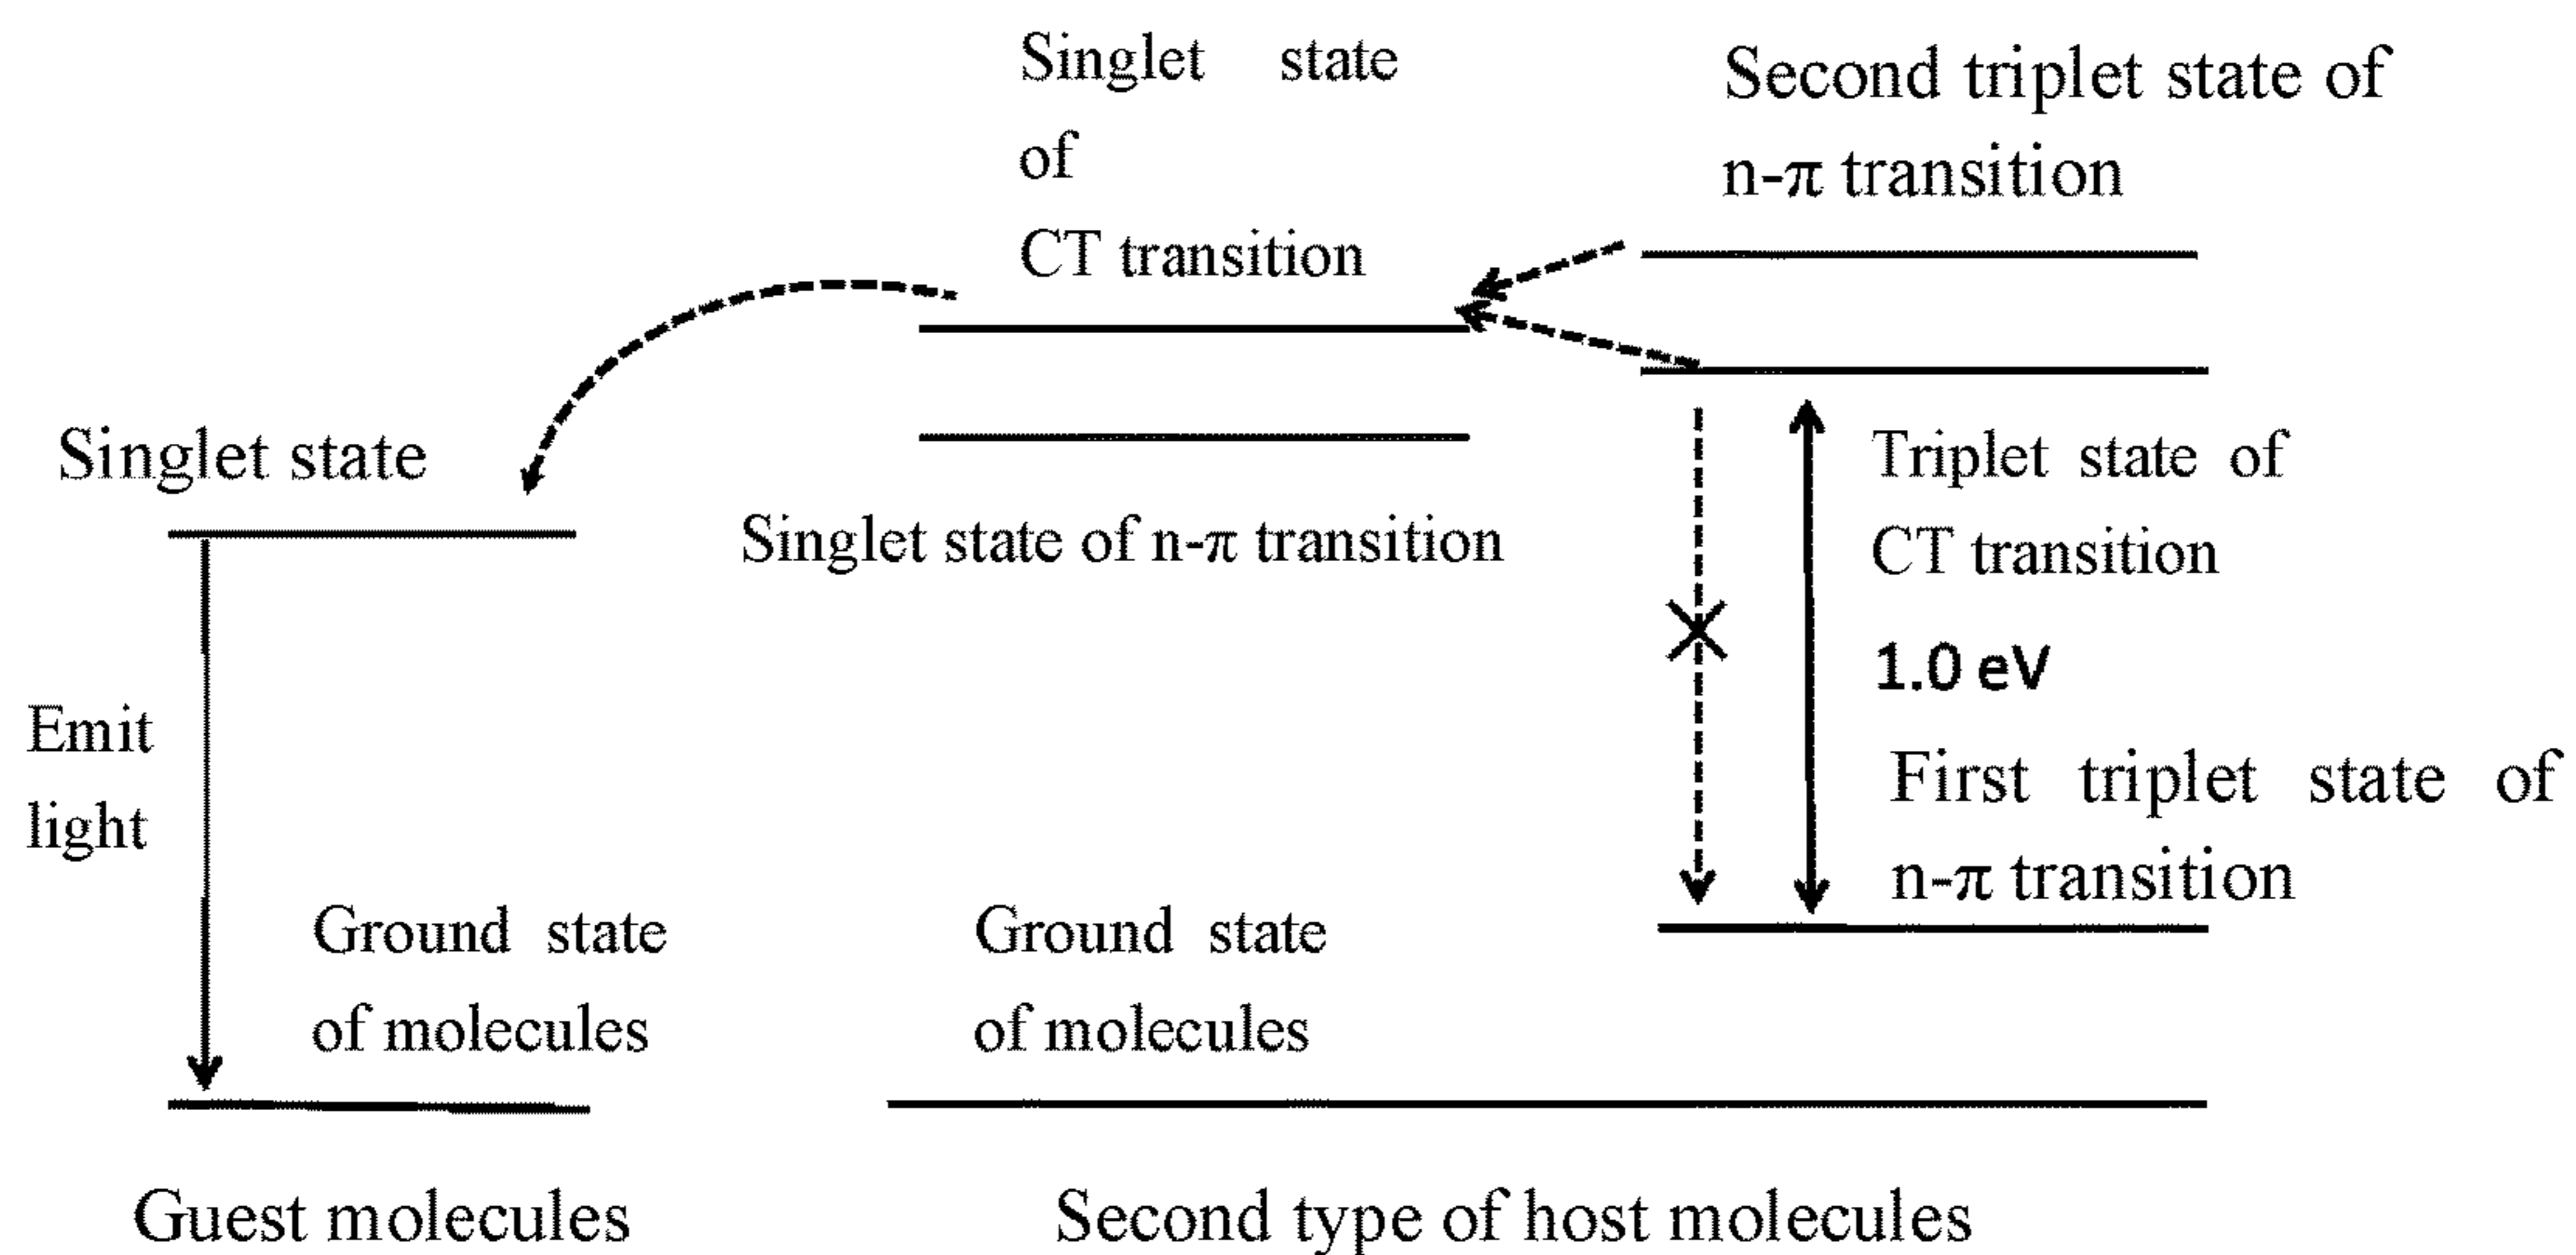 Singlet state
of
CT transition
Second triplet state of
n-π transition
Singlet state
Singlet state of n-π transition
Triplet state of
CT transition
1.0 eV
First triplet state of
n-π transition
Emit
light
Ground state
of molecules
Ground state
of molecules
Guest molecules
Second type of host molecules